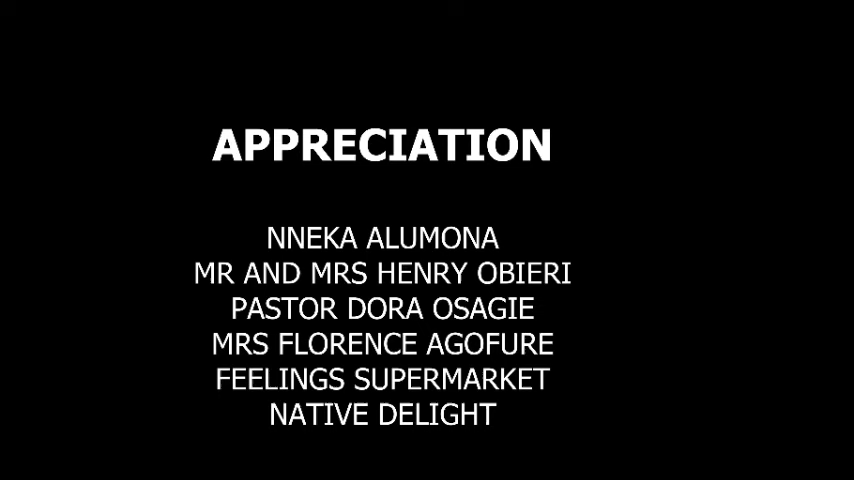 APPRECIATION
NNEKA ALUMONA
MR AND MRS HENRY OBIERI
PASTOR DORA OSAGIE
MRS FLORENCE AGOFURE
FEELINGS SUPERMARKET
NATIVE DELIGHT